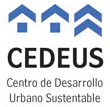 CEDEUS
Centro de Desarrollo
Urbano Sustentable